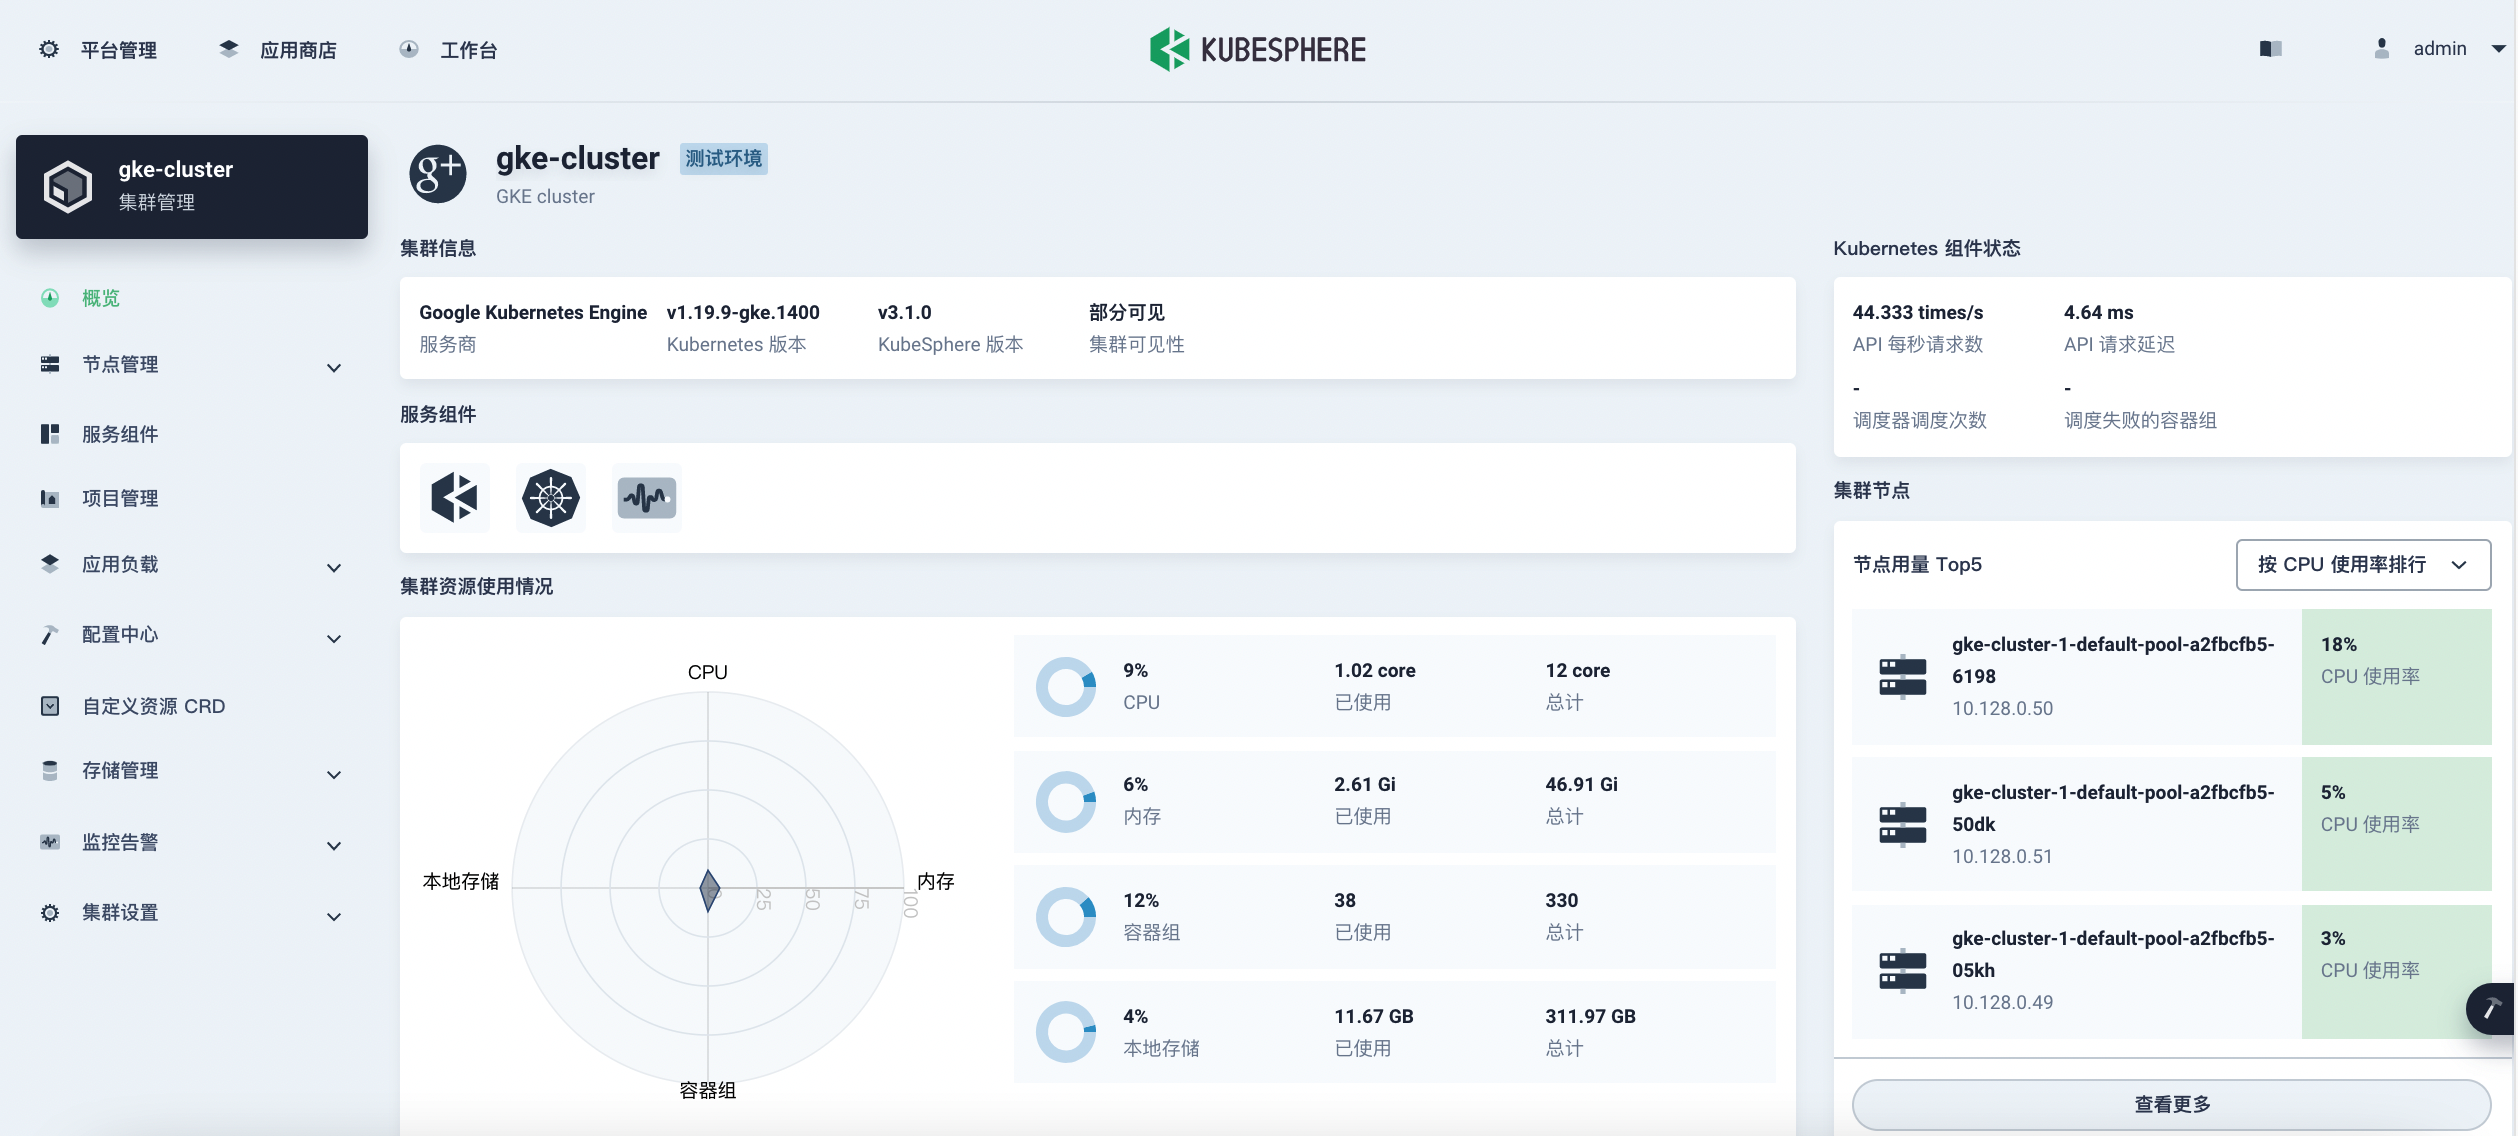 平台管理
应用商店
工作台
KUBESPHERE
admin
gke-cluster
集群管理
概览
节点管理
服务组件
项目管理
应用负载
配置中心
自定义资源 CRD
存储管理
监控告警
集群设置
g+
gke-cluster 测试环境
GKE cluster
集群信息
Google Kubernetes Engine
服务商
v1.19.9-gke.1400
Kubernetes 版本
v3.1.0
KubeSphere 版本
部分可见
集群可见性
服务组件
集群资源使用情况
CPU
内存
容器组
本地存储
0
25
50
75
100
9%
CPU
1.02 core
已使用
12 core
总计
6%
内存
2.61 Gi
已使用
46.91 Gi
总计
12%
容器组
38
已使用
330
总计
4%
本地存储
11.67 GB
已使用
311.97 GB
总计
Kubernetes 组件状态
44.333 times/s
API 每秒请求数
4.64 ms
API 请求延迟
-
调度器调度次数
-
调度失败的容器组
集群节点
节点用量 Top5
按 CPU 使用率排行
gke-cluster-1-default-pool-a2fbcfb5-
6198
10.128.0.50
18%
CPU 使用率
gke-cluster-1-default-pool-a2fbcfb5-
50dk
10.128.0.51
5%
CPU 使用率
gke-cluster-1-default-pool-a2fbcfb5-
05kh
10.128.0.49
3%
CPU 使用率
查看更多